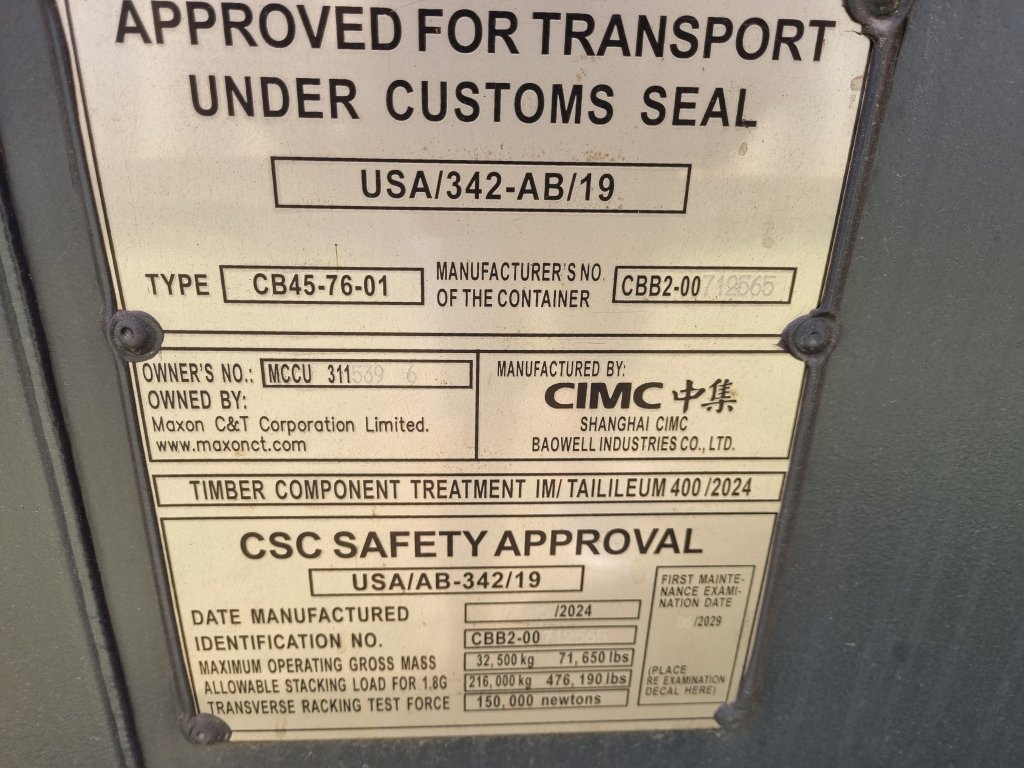 APPROVED FOR TRANSPORT
UNDER CUSTOMS SEAL
USA/342-AB/19
TYPE CB45-76-01
MANUFACTURER'S NO.
OF THE CONTAINER
CBB2-00712565
OWNER'S NO.: MCCU 311539 6
OWNED BY:
Maxon C&T Corporation Limited.
www.maxonct.com
MANUFACTURED BY:
CIMC 中集
SHANGHAI CIMC
BAOWELL INDUSTRIES CO., LTD.
TIMBER COMPONENT TREATMENT IM/ TAILILEUM 400 /2024
CSC SAFETY APPROVAL
USA/AB-342/19
DATE MANUFACTURED /2024
IDENTIFICATION NO. CBB2-00712565
MAXIMUM OPERATING GROSS MASS 32,500 kg 71,650 lbs
ALLOWABLE STACKING LOAD FOR 1.8G 216,000 kg 476,190 lbs
TRANSVERSE RACKING TEST FORCE 150,000 newtons
FIRST MAINTE-
NANCE EXAMI-
NATION DATE
/2029
(PLACE
RE EXAMINATION
DECAL HERE)